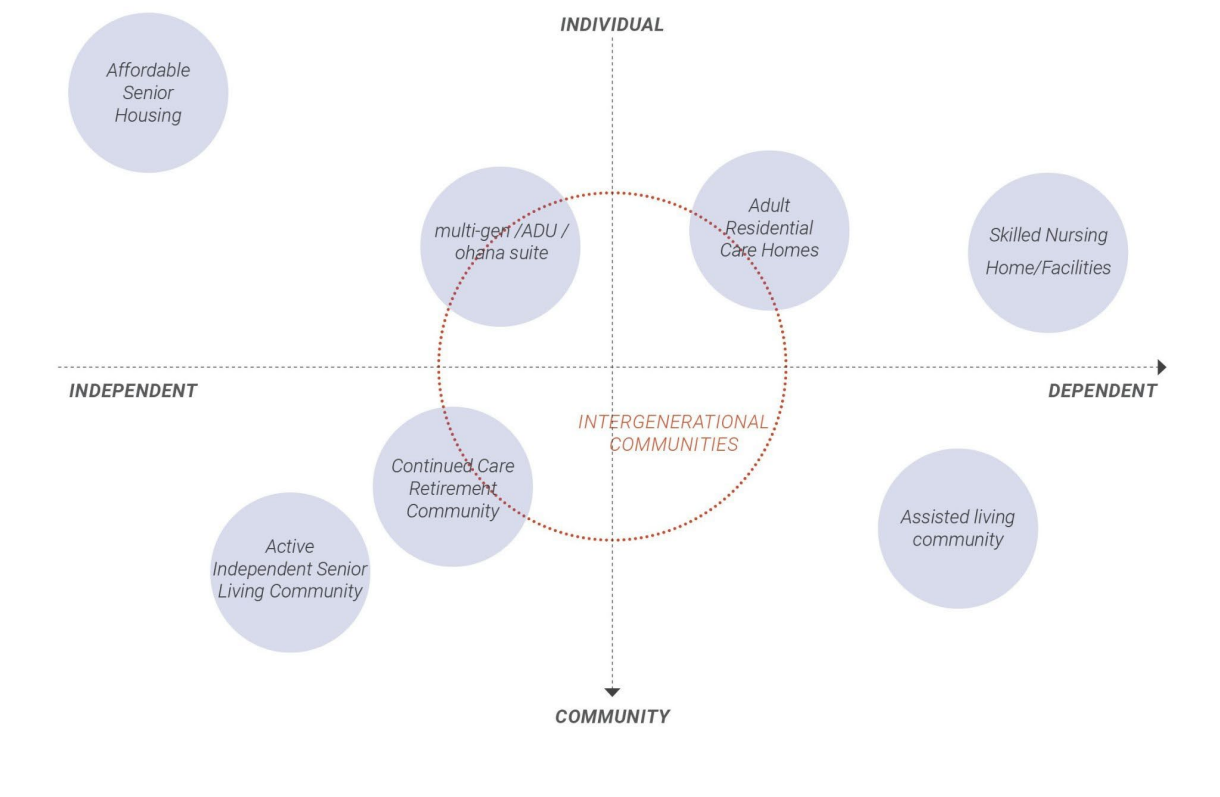 INDIVIDUAL
Affordable
Senior
Housing
multi-gen /ADU /
ohana suite
Adult
Residential
Care Homes
Skilled Nursing
Home/Facilities
INDEPENDENT
DEPENDENT
INTERGENERATIONAL
COMMUNITIES
Continued Care
Retirement
Community
Active
Independent Senior
Living Community
Assisted living
community
COMMUNITY